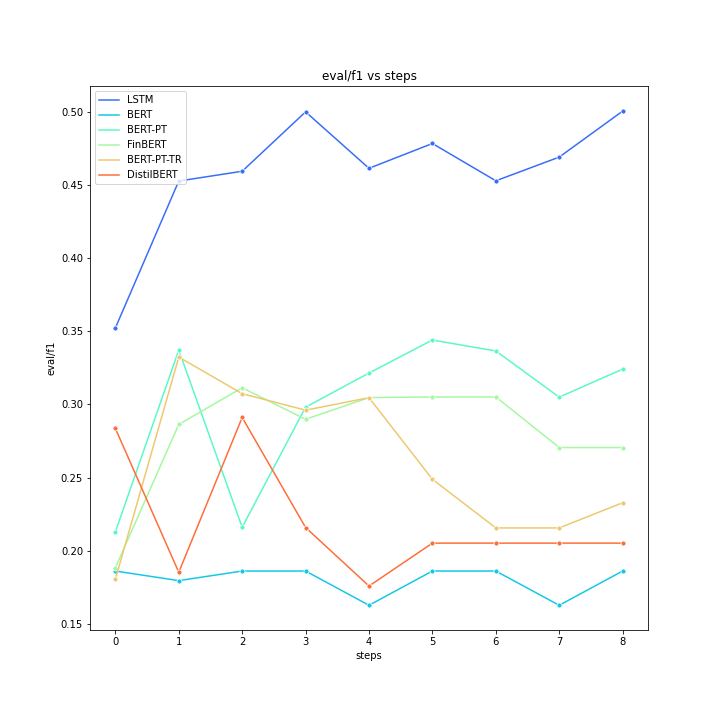 eval/f1 vs steps
LSTM
BERT
BERT-PT
FinBERT
BERT-PT-TR
DistilBERT
0.50
0.45
0.40
0.35
0.30
0.25
0.20
0.15
eval/f1
0 1 2 3 4 5 6 7 8
steps